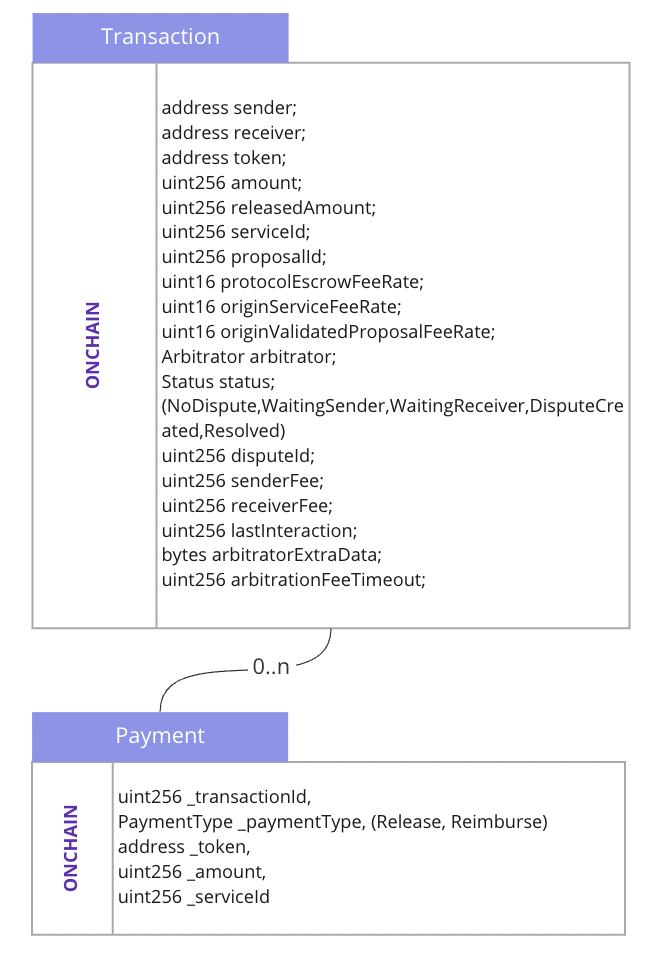 Transaction
ONCHAIN
address sender;
address receiver;
address token;
uint256 amount;
uint256 releasedAmount;
uint256 serviceId;
uint256 proposalId;
uint16 protocolEscrowFeeRate;
uint16 originServiceFeeRate;
uint16 originValidatedProposalFeeRate;
Arbitrator arbitrator;
Status status;
(NoDispute,WaitingSender,WaitingReceiver,DisputeCre
ated,Resolved)
uint256 disputeId;
uint256 senderFee;
uint256 receiverFee;
uint256 lastInteraction;
bytes arbitratorExtraData;
uint256 arbitrationFeeTimeout;
0..n
Payment
ONCHAIN
uint256 _transactionId,
PaymentType _paymentType, (Release, Reimburse)
address _token,
uint256 _amount,
uint256 _serviceId